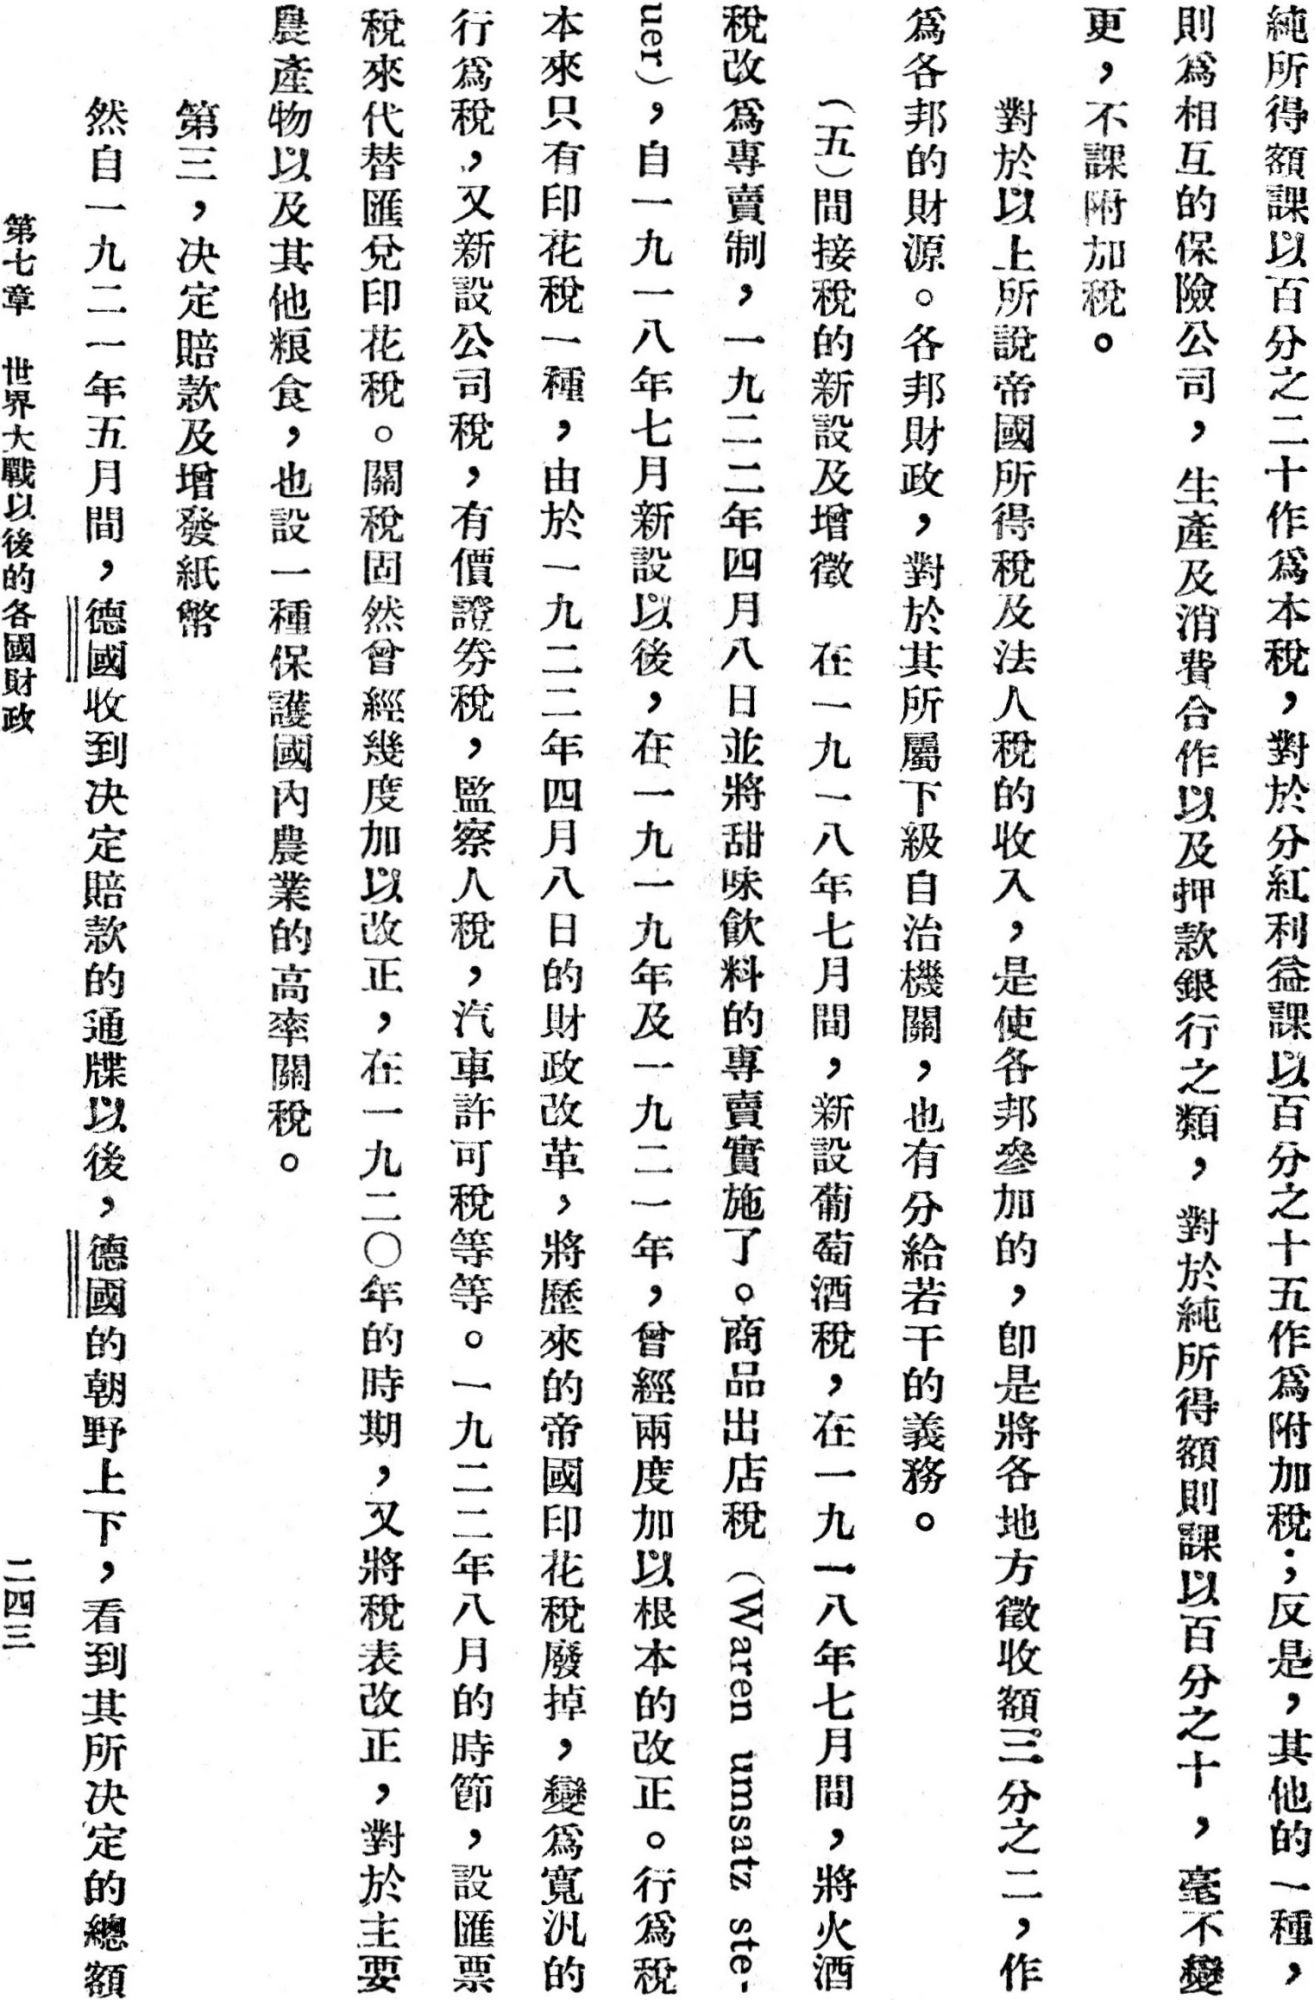 純所得額課以百分之二十作爲本稅，對於分紅利益課以百分之十五作爲附加稅；反是，其他的一種，
則爲相互的保險公司，生產及消費合作以及押款銀行之類，對於純所得額則課以百分之十，毫不變
更，不課附加稅。
對於以上所說帝國所得稅及法人稅的收入，是使各邦參加的，卽是將各地方徵收額三分之二，作
爲各邦的財源。各邦財政，對於其所屬下級自治機關，也有分給若干的義務。
（五）間接稅的新設及增徵　在一九一八年七月間，新設葡萄酒稅，在一九一八年七月間，將火酒
稅改爲專賣制，一九二二年四月八日並將甜味飲料的專賣實施了。商品出店稅（Waren umsatz ste-
uer），自一九一八年七月新設以後，在一九一九年及一九二一年，曾經兩度加以根本的改正。行爲稅
本來只有印花稅一種，由於一九二二年四月八日的財政改革，將歷來的帝國印花稅廢掉，變爲寬汎的
行爲稅，又新設公司稅，有價證券稅，監察人稅，汽車許可稅等等。一九二二年八月的時節，設匯票
稅來代替匯兌印花稅。關稅固然曾經幾度加以改正，在一九二〇年的時期，又將稅表改正，對於主要
農產物以及其他粮食，也設一種保護國內農業的高率關稅。
第三，決定賠款及增發紙幣
然自一九二一年五月間，德國收到決定賠款的通牒以後，德國的朝野上下，看到其所決定的總額
第七章　世界大戰以後的各國財政　二四三